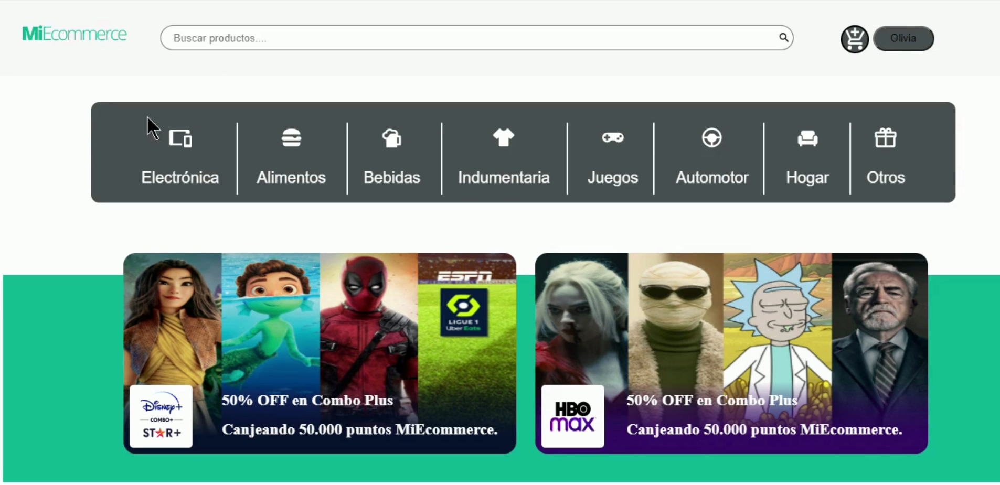 MiEcommerce
Buscar productos....
Olivia
Electrónica
Alimentos
Bebidas
Indumentaria
Juegos
Automotor
Hogar
Otros
ESPN
LIGUE 1
Uber Eats
Disney+
COMBO+
STAR+
50% OFF en Combo Plus
Canjeando 50.000 puntos MiEcommerce.
HBO
max
50% OFF en Combo Plus
Canjeando 50.000 puntos MiEcommerce.